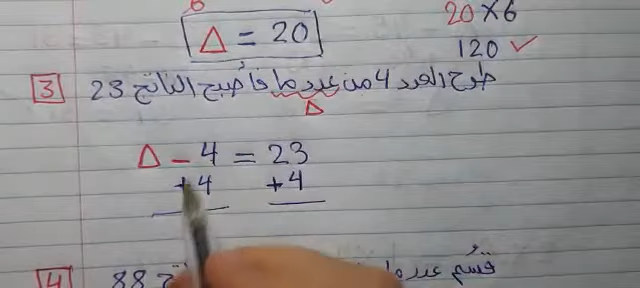 20 × 6
Δ = 20
120 ✓
3 طرح العدد 4 من عدد ما فأصبح الناتج 23
Δ
Δ - 4 = 23
+4 +4
4 قُسِّم عدد ما 88